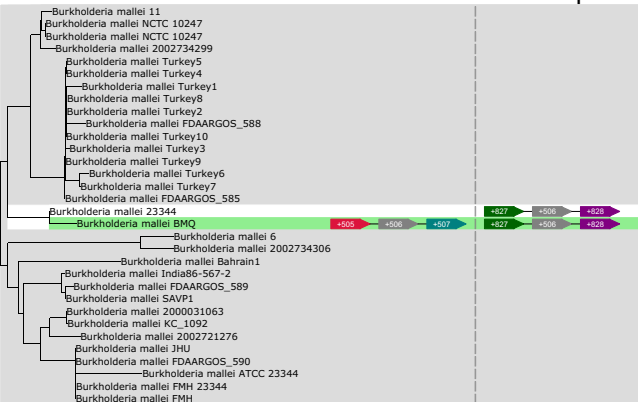 Burkholderia mallei 11
Burkholderia mallei NCTC 10247
Burkholderia mallei NCTC 10247
Burkholderia mallei 2002734299
Burkholderia mallei Turkey5
Burkholderia mallei Turkey4
Burkholderia mallei Turkey1
Burkholderia mallei Turkey8
Burkholderia mallei Turkey2
Burkholderia mallei FDAARGOS_588
Burkholderia mallei Turkey10
Burkholderia mallei Turkey3
Burkholderia mallei Turkey9
Burkholderia mallei Turkey6
Burkholderia mallei Turkey7
Burkholderia mallei FDAARGOS_585
Burkholderia mallei 23344 +827 +506 +828
Burkholderia mallei BMQ +505 +506 +507 +827 +506 +828
Burkholderia mallei 6
Burkholderia mallei 2002734306
Burkholderia mallei Bahrain1
Burkholderia mallei India86-567-2
Burkholderia mallei FDAARGOS_589
Burkholderia mallei SAVP1
Burkholderia mallei 2000031063
Burkholderia mallei KC_1092
Burkholderia mallei 2002721276
Burkholderia mallei JHU
Burkholderia mallei FDAARGOS_590
Burkholderia mallei ATCC 23344
Burkholderia mallei FMH 23344
Burkholderia mallei FMH